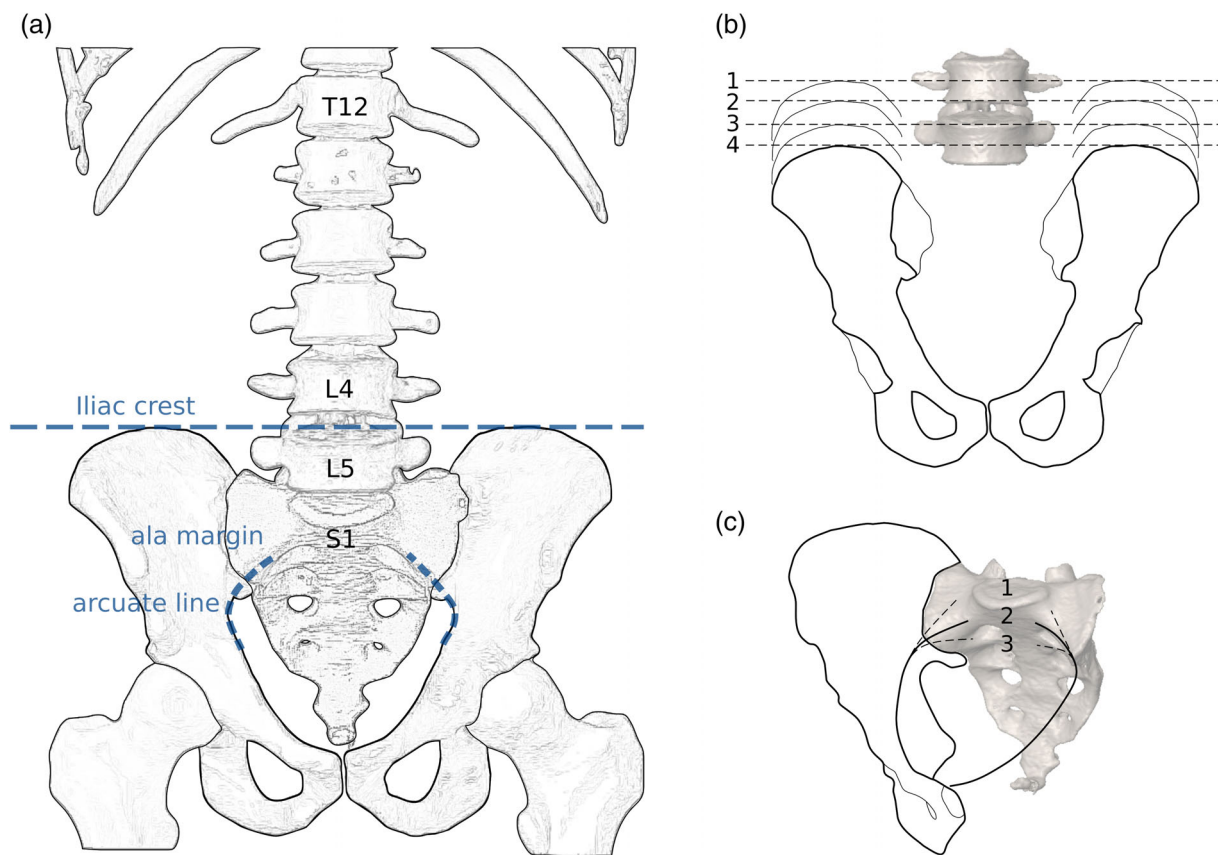 (a)
T12
L4
Iliac crest
L5
ala margin
S1
arcuate line
(b)
1
2
3
4
(c)
1
2
3